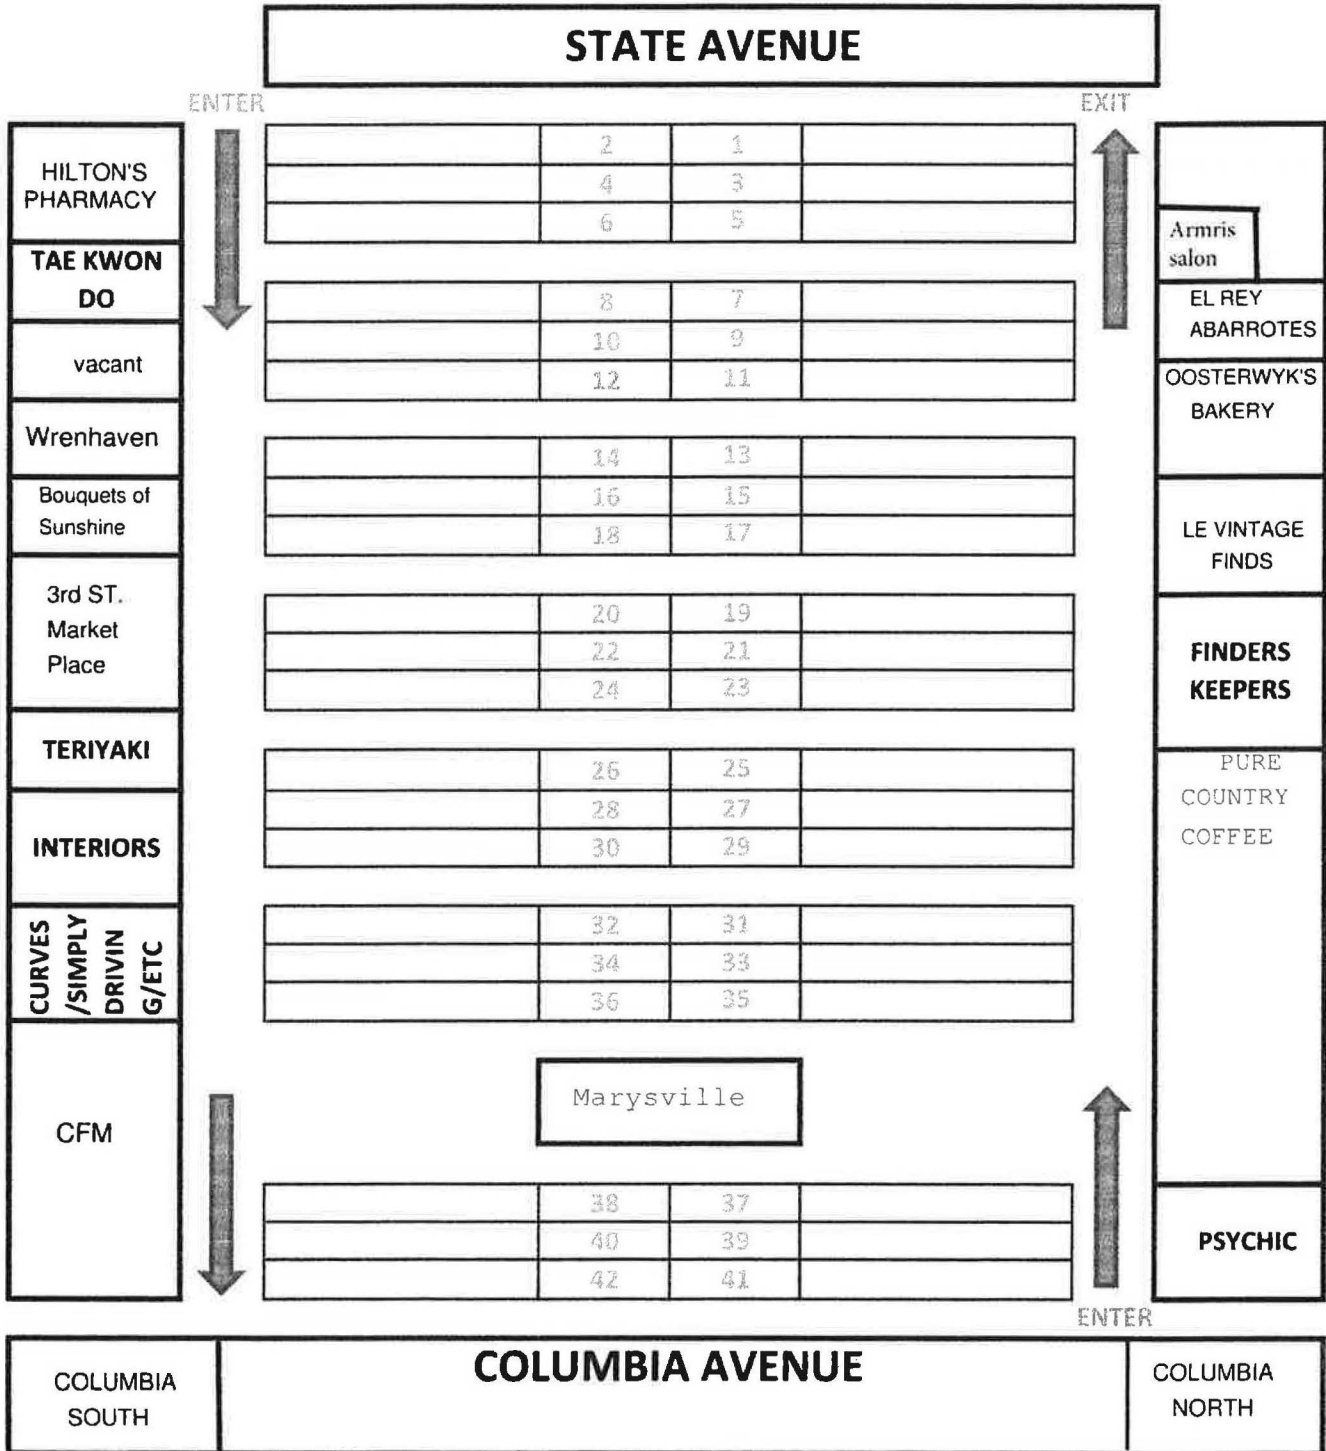 STATE AVENUE
ENTER
EXIT
HILTON'S
PHARMACY
TAE KWON
DO
vacant
Wrenhaven
Bouquets of
Sunshine
3rd ST.
Market
Place
TERIYAKI
INTERIORS
CURVES
/SIMPLY
DRIVIN
G/ETC
CFM
2 1
4 3
6 5
8 7
10 9
12 11
14 13
16 15
18 17
20 19
22 21
24 23
26 25
28 27
30 29
32 31
34 33
36 35
Marysville
38 37
40 39
42 41
Armris
salon
EL REY
ABARROTES
OOSTERWYK'S
BAKERY
LE VINTAGE
FINDS
FINDERS
KEEPERS
PURE
COUNTRY
COFFEE
PSYCHIC
ENTER
COLUMBIA
SOUTH
COLUMBIA AVENUE
COLUMBIA
NORTH